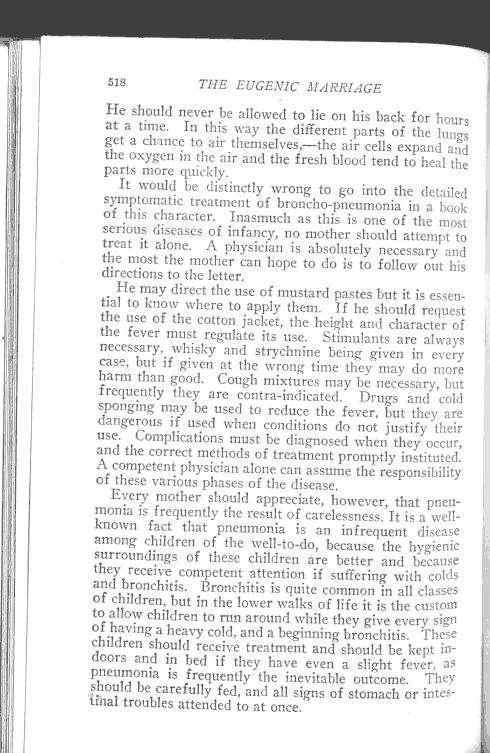 518 THE EUGENIC MARRIAGE
He should never be allowed to lie on his back for hours
at a time. In this way the different parts of the lungs
get a chance to air themselves,—the air cells expand and
the oxygen in the air and the fresh blood tend to heal the
parts more quickly.
It would be distinctly wrong to go into the detailed
symptomatic treatment of broncho-pneumonia in a book
of this character. Inasmuch as this is one of the most
serious diseases of infancy, no mother should attempt to
treat it alone. A physician is absolutely necessary and
the most the mother can hope to do is to follow out his
directions to the letter.
He may direct the use of mustard pastes but it is essen-
tial to know where to apply them. If he should request
the use of the cotton jacket, the height and character of
the fever must regulate its use. Stimulants are always
necessary, whisky and strychnine being given in every
case, but if given at the wrong time they may do more
harm than good. Cough mixtures may be necessary, but
frequently they are contra-indicated. Drugs and cold
sponging may be used to reduce the fever, but they are
dangerous if used when conditions do not justify their
use. Complications must be diagnosed when they occur,
and the correct methods of treatment promptly instituted.
A competent physician alone can assume the responsibility
of these various phases of the disease.
Every mother should appreciate, however, that pneu-
monia is frequently the result of carelessness. It is a well-
known fact that pneumonia is an infrequent disease
among children of the well-to-do, because the hygienic
surroundings of these children are better and because
they receive competent attention if suffering with colds
and bronchitis. Bronchitis is quite common in all classes
of children, but in the lower walks of life it is the custom
to allow children to run around while they give every sign
of having a heavy cold, and a beginning bronchitis. These
children should receive treatment and should be kept in-
doors and in bed if they have even a slight fever, as
pneumonia is frequently the inevitable outcome. They
should be carefully fed, and all signs of stomach or intes-
tinal troubles attended to at once.